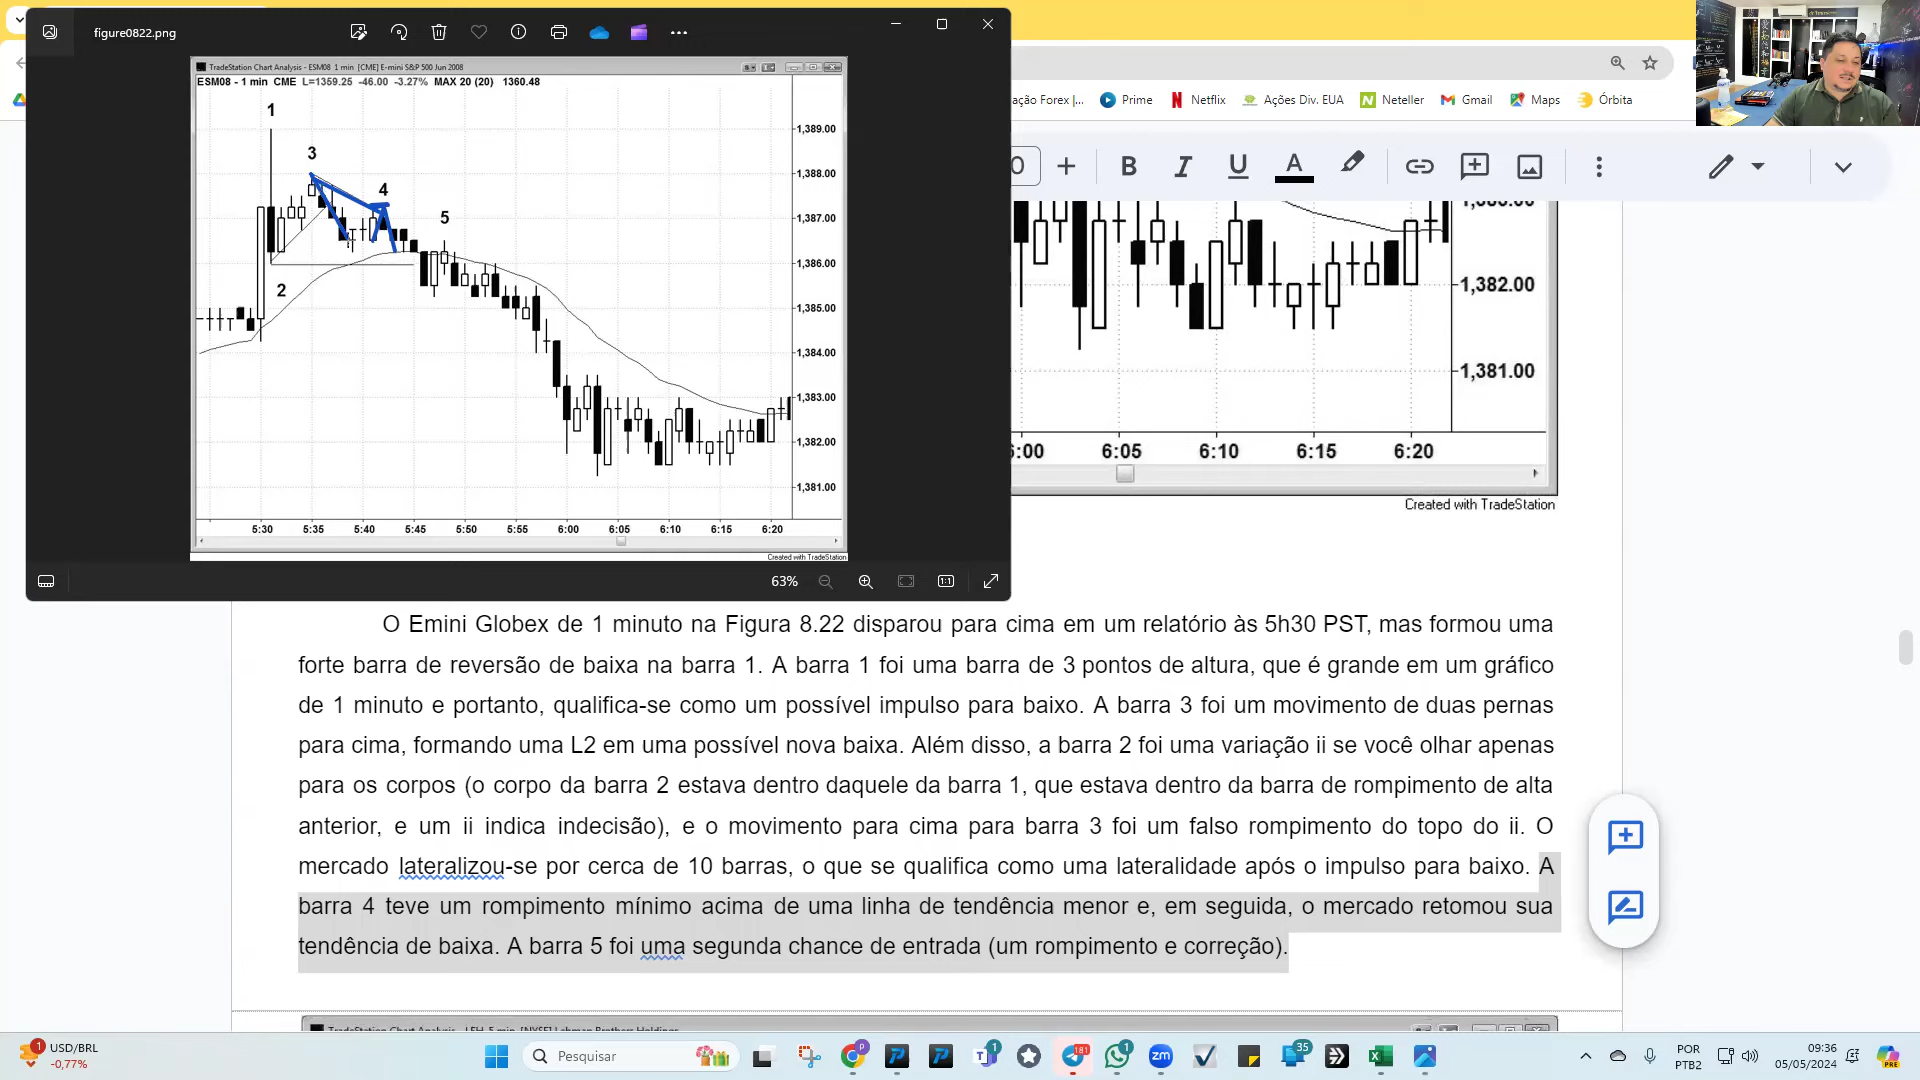 figure0822.png
TradeStation Chart Analysis - ESM08 1 min [CME] E-mini S&P 500 Jun 2008
ESM08 - 1 min CME L=1359.25 -46.00 -3.27% MAX 20 (20) 1360.48
1
3
4
5
2
1,389.00
1,388.00
1,387.00
1,386.00
1,385.00
1,384.00
1,383.00
1,382.00
1,381.00
5:30 5:35 5:40 5:45 5:50 5:55 6:00 6:05 6:10 6:15 6:20
Created with TradeStation
63%
1:1
Prime
Netflix
Ações Div. EUA
Neteller
Gmail
Maps
Órbita
B I U A
1,382.00
1,381.00
6:05 6:10 6:15 6:20
Created with TradeStation
O Emini Globex de 1 minuto na Figura 8.22 disparou para cima em um relatório às 5h30 PST, mas formou uma
forte barra de reversão de baixa na barra 1. A barra 1 foi uma barra de 3 pontos de altura, que é grande em um gráfico
de 1 minuto e portanto, qualifica-se como um possível impulso para baixo. A barra 3 foi um movimento de duas pernas
para cima, formando uma L2 em uma possível nova baixa. Além disso, a barra 2 foi uma variação ii se você olhar apenas
para os corpos (o corpo da barra 2 estava dentro daquele da barra 1, que estava dentro da barra de rompimento de alta
anterior, e um ii indica indecisão), e o movimento para cima para barra 3 foi um falso rompimento do topo do ii. O
mercado lateralizou-se por cerca de 10 barras, o que se qualifica como uma lateralidade após o impulso para baixo. A
barra 4 teve um rompimento mínimo acima de uma linha de tendência menor e, em seguida, o mercado retomou sua
tendência de baixa. A barra 5 foi uma segunda chance de entrada (um rompimento e correção).
USD/BRL
-0,77%
Pesquisar
1
181
1
35
POR
PTB2
09:36
05/05/2024